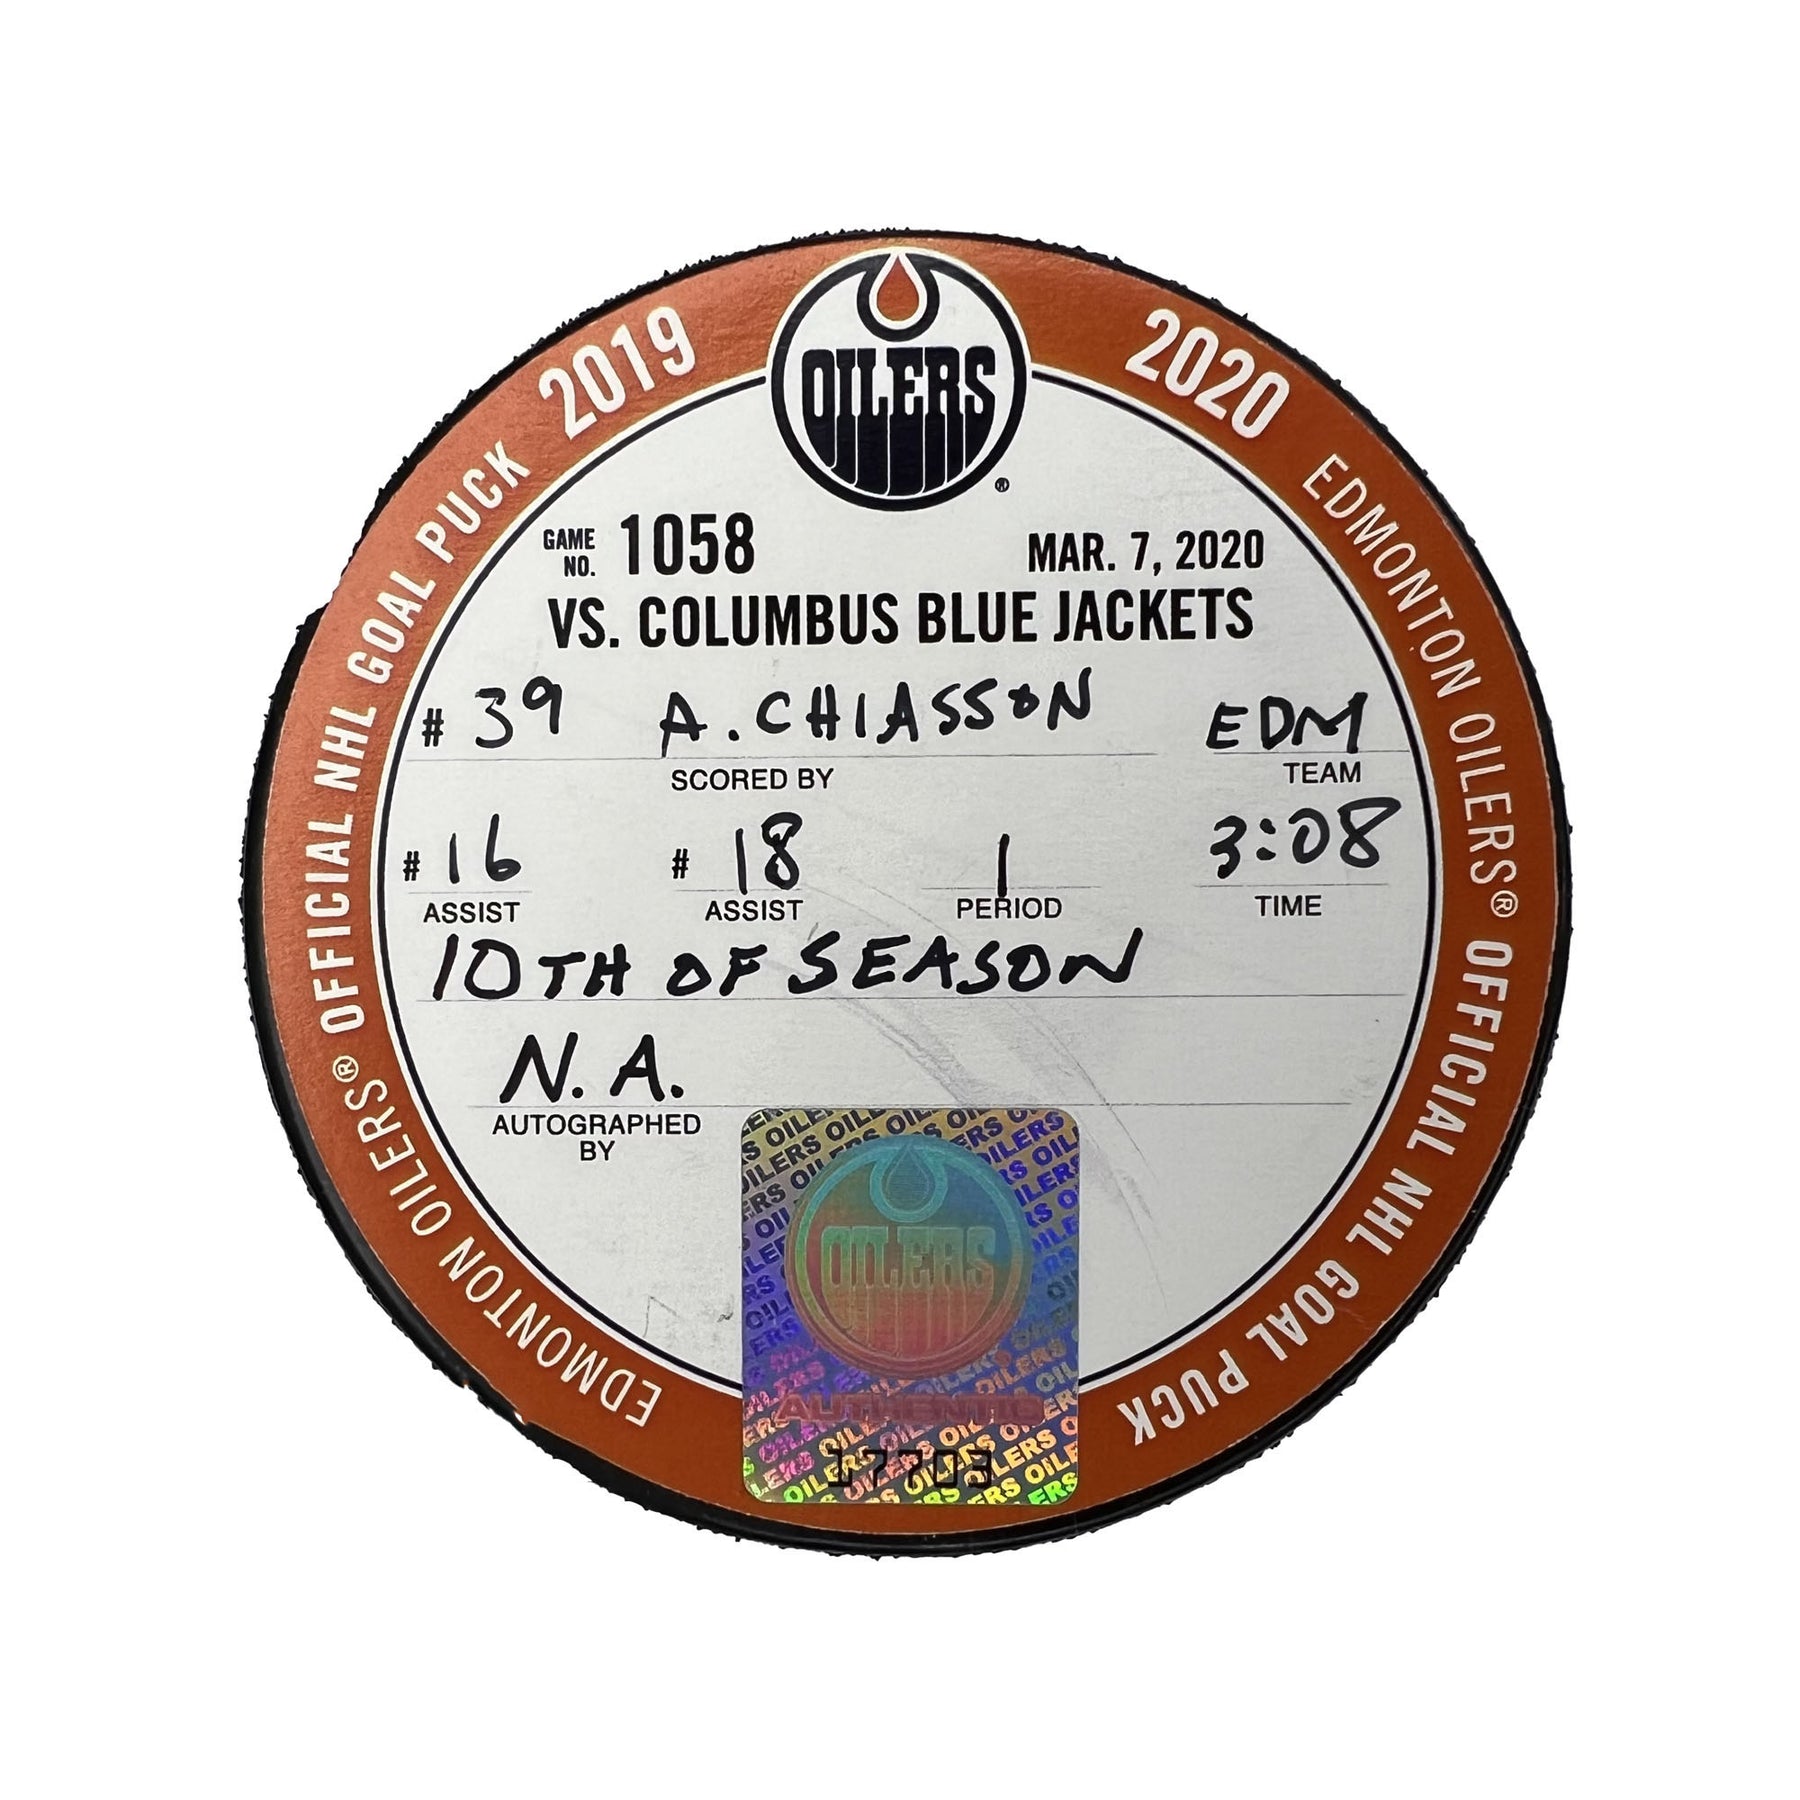 OILERS®
2019
2020
EDMONTON OILERS® OFFICIAL NHL GOAL PUCK
EDMONTON OILERS® OFFICIAL NHL GOAL PUCK
GAME NO. 1058
MAR. 7, 2020
VS. COLUMBUS BLUE JACKETS
# 39 A. CHIASSON EDM
SCORED BY TEAM
# 16 # 18 1 3:08
ASSIST ASSIST PERIOD TIME
10TH OF SEASON
N.A.
AUTOGRAPHED
BY
OILERS
AUTHENTIC
17703